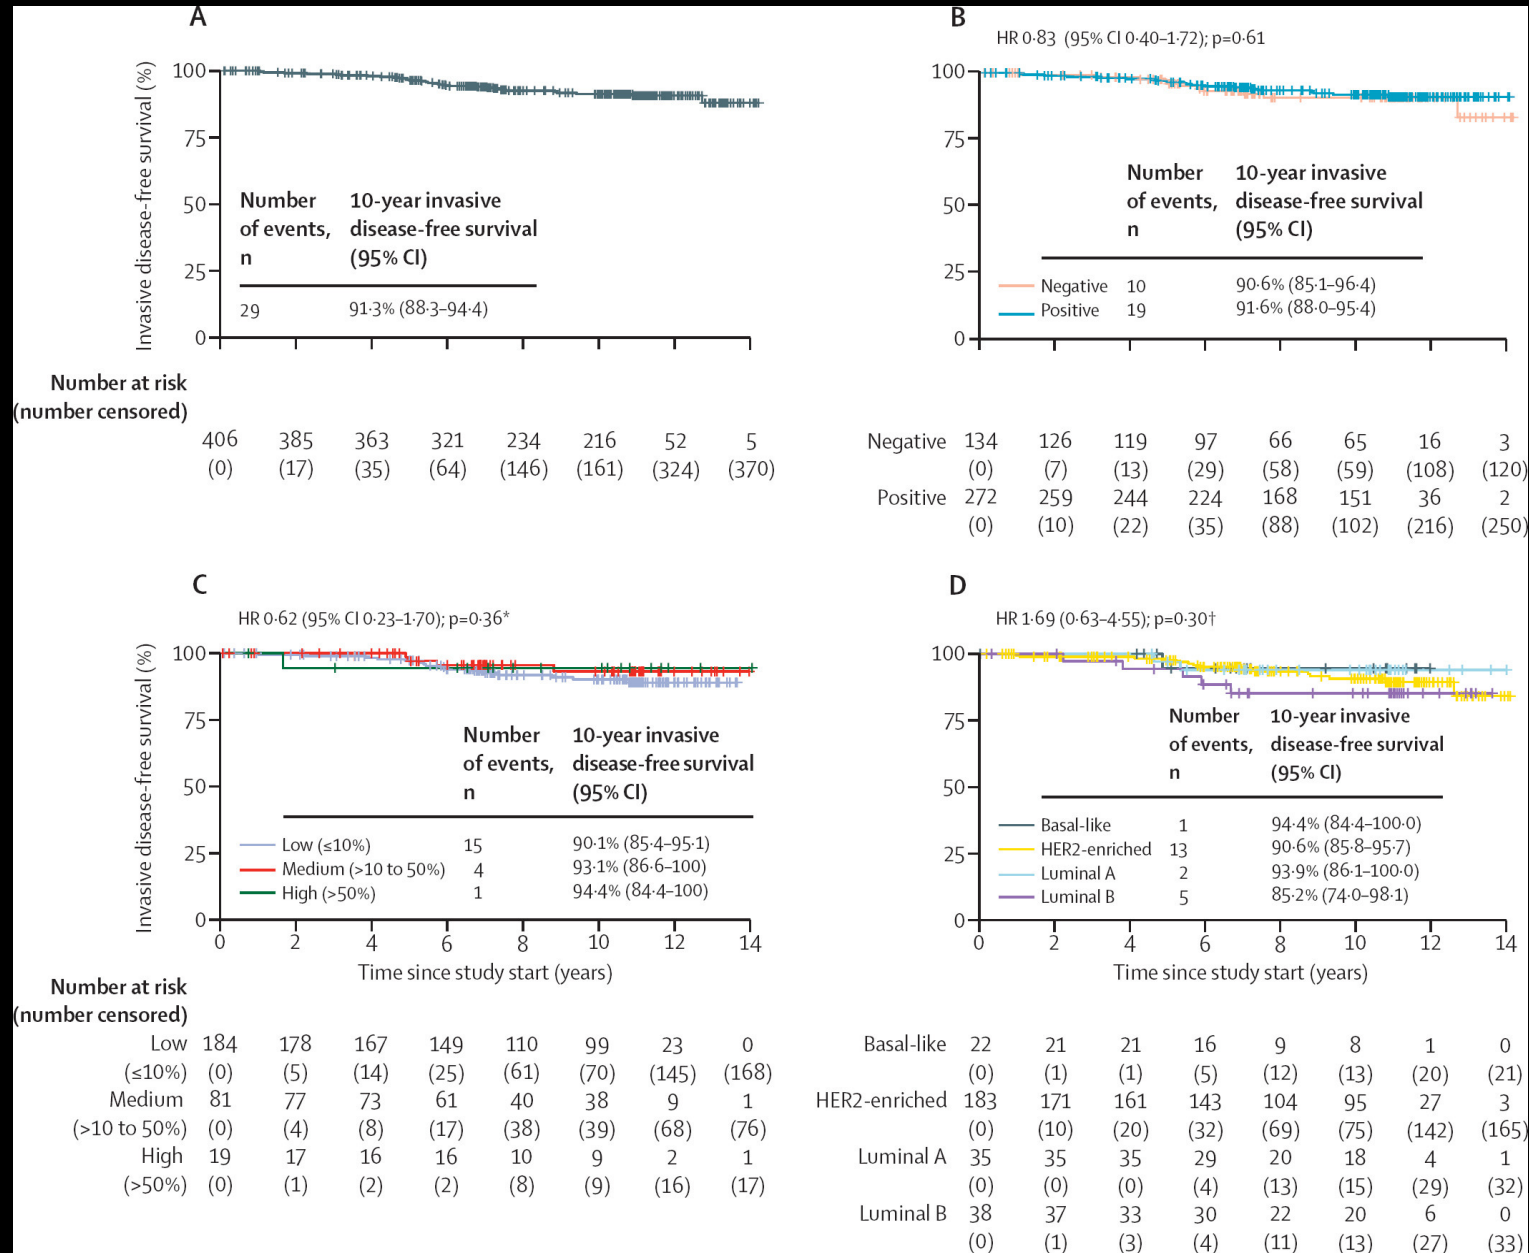 A
Invasive disease-free survival (%)
100
75
50
25
0
Number of events, n
10-year invasive disease-free survival (95% CI)
29 91·3% (88·3–94·4)
Number at risk
(number censored)
406 385 363 321 234 216 52 5
(0) (17) (35) (64) (146) (161) (324) (370)
B
HR 0·83 (95% CI 0·40–1·72); p=0·61
100
75
50
25
0
Number of events, n
10-year invasive disease-free survival (95% CI)
Negative 10 90·6% (85·1–96·4)
Positive 19 91·6% (88·0–95·4)
Negative 134 126 119 97 66 65 16 3
(0) (7) (13) (29) (58) (59) (108) (120)
Positive 272 259 244 224 168 151 36 2
(0) (10) (22) (35) (88) (102) (216) (250)
C
HR 0·62 (95% CI 0·23–1·70); p=0·36*
Invasive disease-free survival (%)
100
75
50
25
0
Number of events, n
10-year invasive disease-free survival (95% CI)
Low (≤10%) 15 90·1% (85·4–95·1)
Medium (>10 to 50%) 4 93·1% (86·6–100)
High (>50%) 1 94·4% (84·4–100)
0 2 4 6 8 10 12 14
Time since study start (years)
Number at risk
(number censored)
Low 184 178 167 149 110 99 23 0
(≤10%) (0) (5) (14) (25) (61) (70) (145) (168)
Medium 81 77 73 61 40 38 9 1
(>10 to 50%) (0) (4) (8) (17) (38) (39) (68) (76)
High 19 17 16 16 10 9 2 1
(>50%) (0) (1) (2) (2) (8) (9) (16) (17)
D
HR 1·69 (0·63–4·55); p=0·30†
100
75
50
25
0
Number of events, n
10-year invasive disease-free survival (95% CI)
Basal-like 1 94·4% (84·4–100·0)
HER2-enriched 13 90·6% (85·8–95·7)
Luminal A 2 93·9% (86·1–100·0)
Luminal B 5 85·2% (74·0–98·1)
0 2 4 6 8 10 12 14
Time since study start (years)
Basal-like 22 21 21 16 9 8 1 0
(0) (1) (1) (5) (12) (13) (20) (21)
HER2-enriched 183 171 161 143 104 95 27 3
(0) (10) (20) (32) (69) (75) (142) (165)
Luminal A 35 35 35 29 20 18 4 1
(0) (0) (0) (4) (13) (15) (29) (32)
Luminal B 38 37 33 30 22 20 6 0
(0) (1) (3) (4) (11) (13) (27) (33)